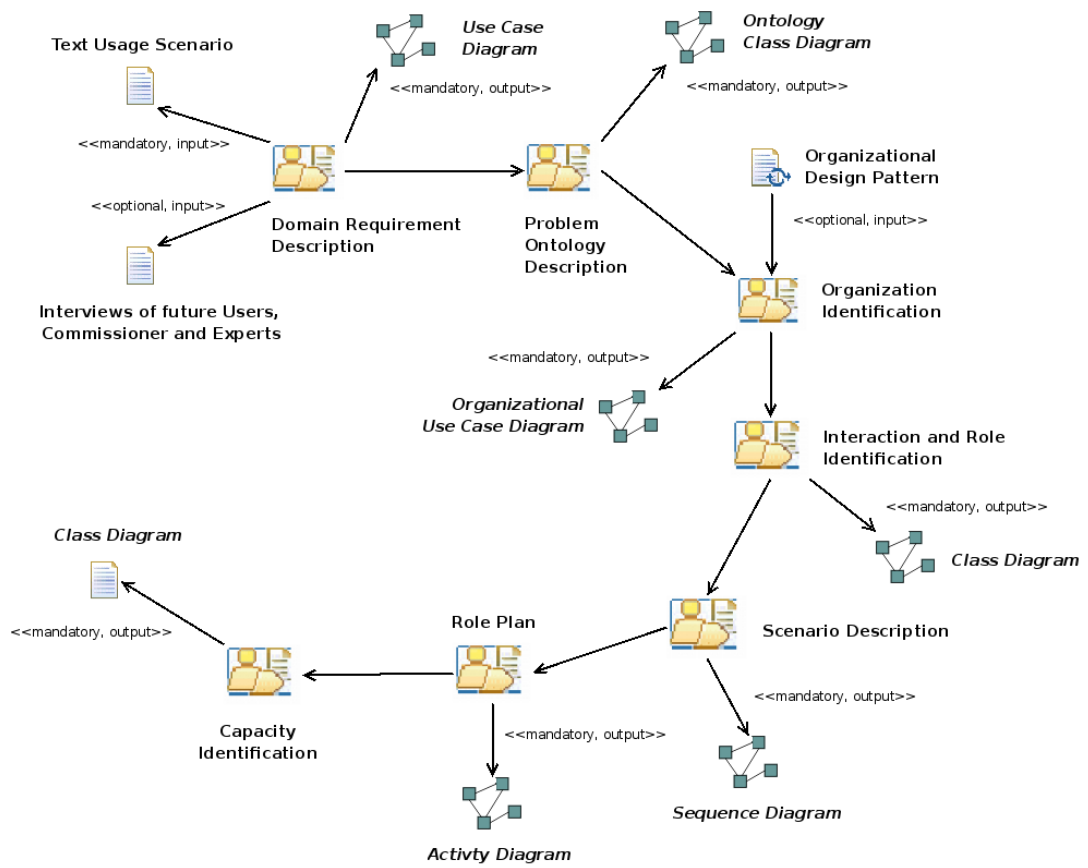 Text Usage Scenario
Use Case
Diagram
Ontology
Class Diagram
<<mandatory, output>>
<<mandatory, output>>
<<mandatory, input>>
Organizational
Design Pattern
<<optional, input>>
<<optional, input>>
Domain Requirement
Description
Problem
Ontology
Description
Interviews of future Users,
Commissioner and Experts
Organization
Identification
<<mandatory, output>>
Organizational
Use Case Diagram
Interaction and Role
Identification
<<mandatory, output>>
Class Diagram
Class Diagram
<<mandatory, output>>
Role Plan
Scenario Description
<<mandatory, output>>
Capacity
Identification
<<mandatory, output>>
Sequence Diagram
Activty Diagram